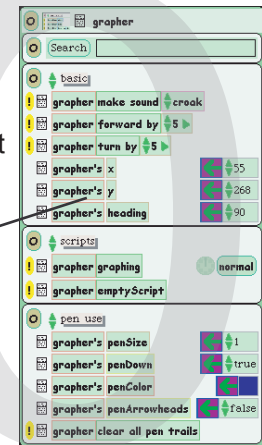 grapher
Search
basic
! grapher make sound croak
! grapher forward by 5
! grapher turn by 5
grapher's x 55
t
grapher's y 268
grapher's heading 90
scripts
! grapher graphing normal
! grapher emptyScript
pen use
grapher's penSize 1
grapher's penDown true
grapher's penColor
grapher's penArrowheads false
! grapher clear all pen trails